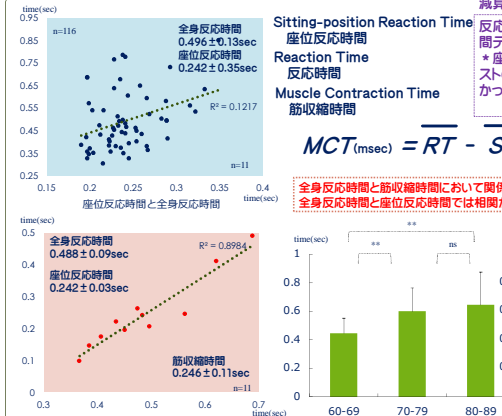 time(sec)
0.95
0.85
0.75
0.65
0.55
0.45
0.35
0.25
n=116
全身反応時間
0.496±0.13sec
座位反応時間
0.242±0.35sec
R² = 0.1217
n=11
0.15
0.2
0.25
0.3
0.35
0.4
座位反応時間と全身反応時間
time(sec)
Sitting-position Reaction Time
座位反応時間
Reaction Time
反応時間
Muscle Contraction Time
筋収縮時間
減算
反応
間テ
*座
スト
かつ
MCT(msec) = RT - S
全身反応時間と筋収縮時間において関係
全身反応時間と座位反応時間では相関が
time(sec)
0.5
0.4
0.3
0.2
0.1
0
全身反応時間
0.488±0.09sec
座位反応時間
0.242±0.03sec
R² = 0.8984
筋収縮時間
0.246±0.11sec
n=11
0.3
0.4
0.5
0.6
0.7
time(sec)
time(sec)
**
**
ns
1
0.8
0.6
0.4
0.2
0
60-69
70-79
80-89